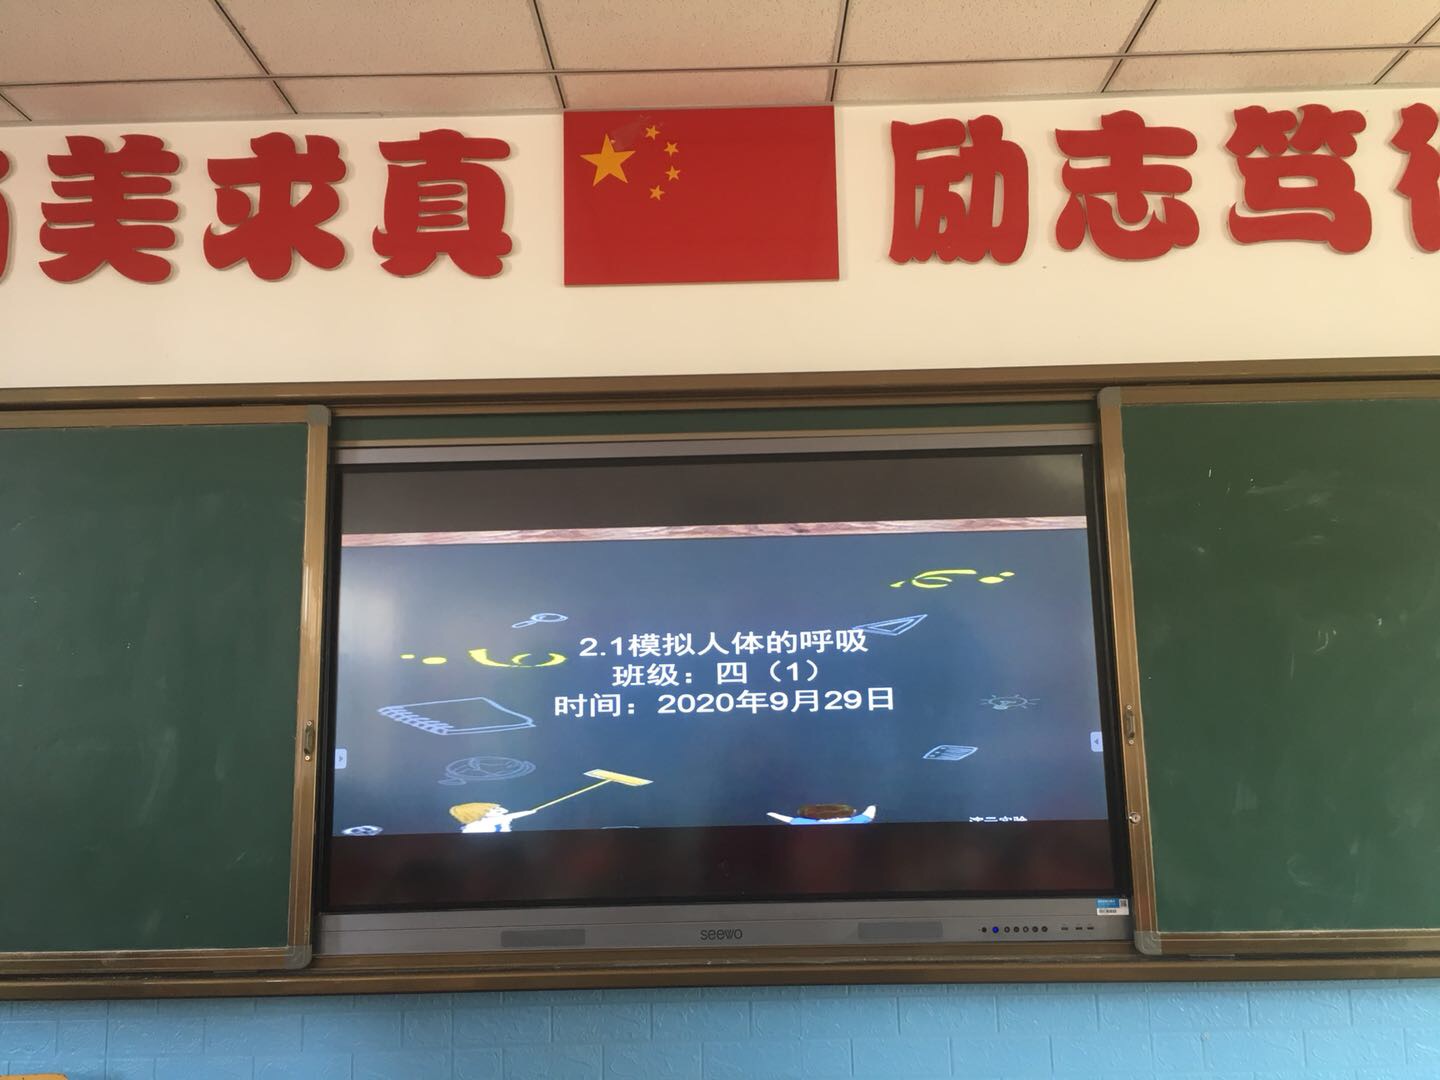 美求真 励志笃
2.1模拟人体的呼吸
班级：四（1）
时间：2020年9月29日
seewo